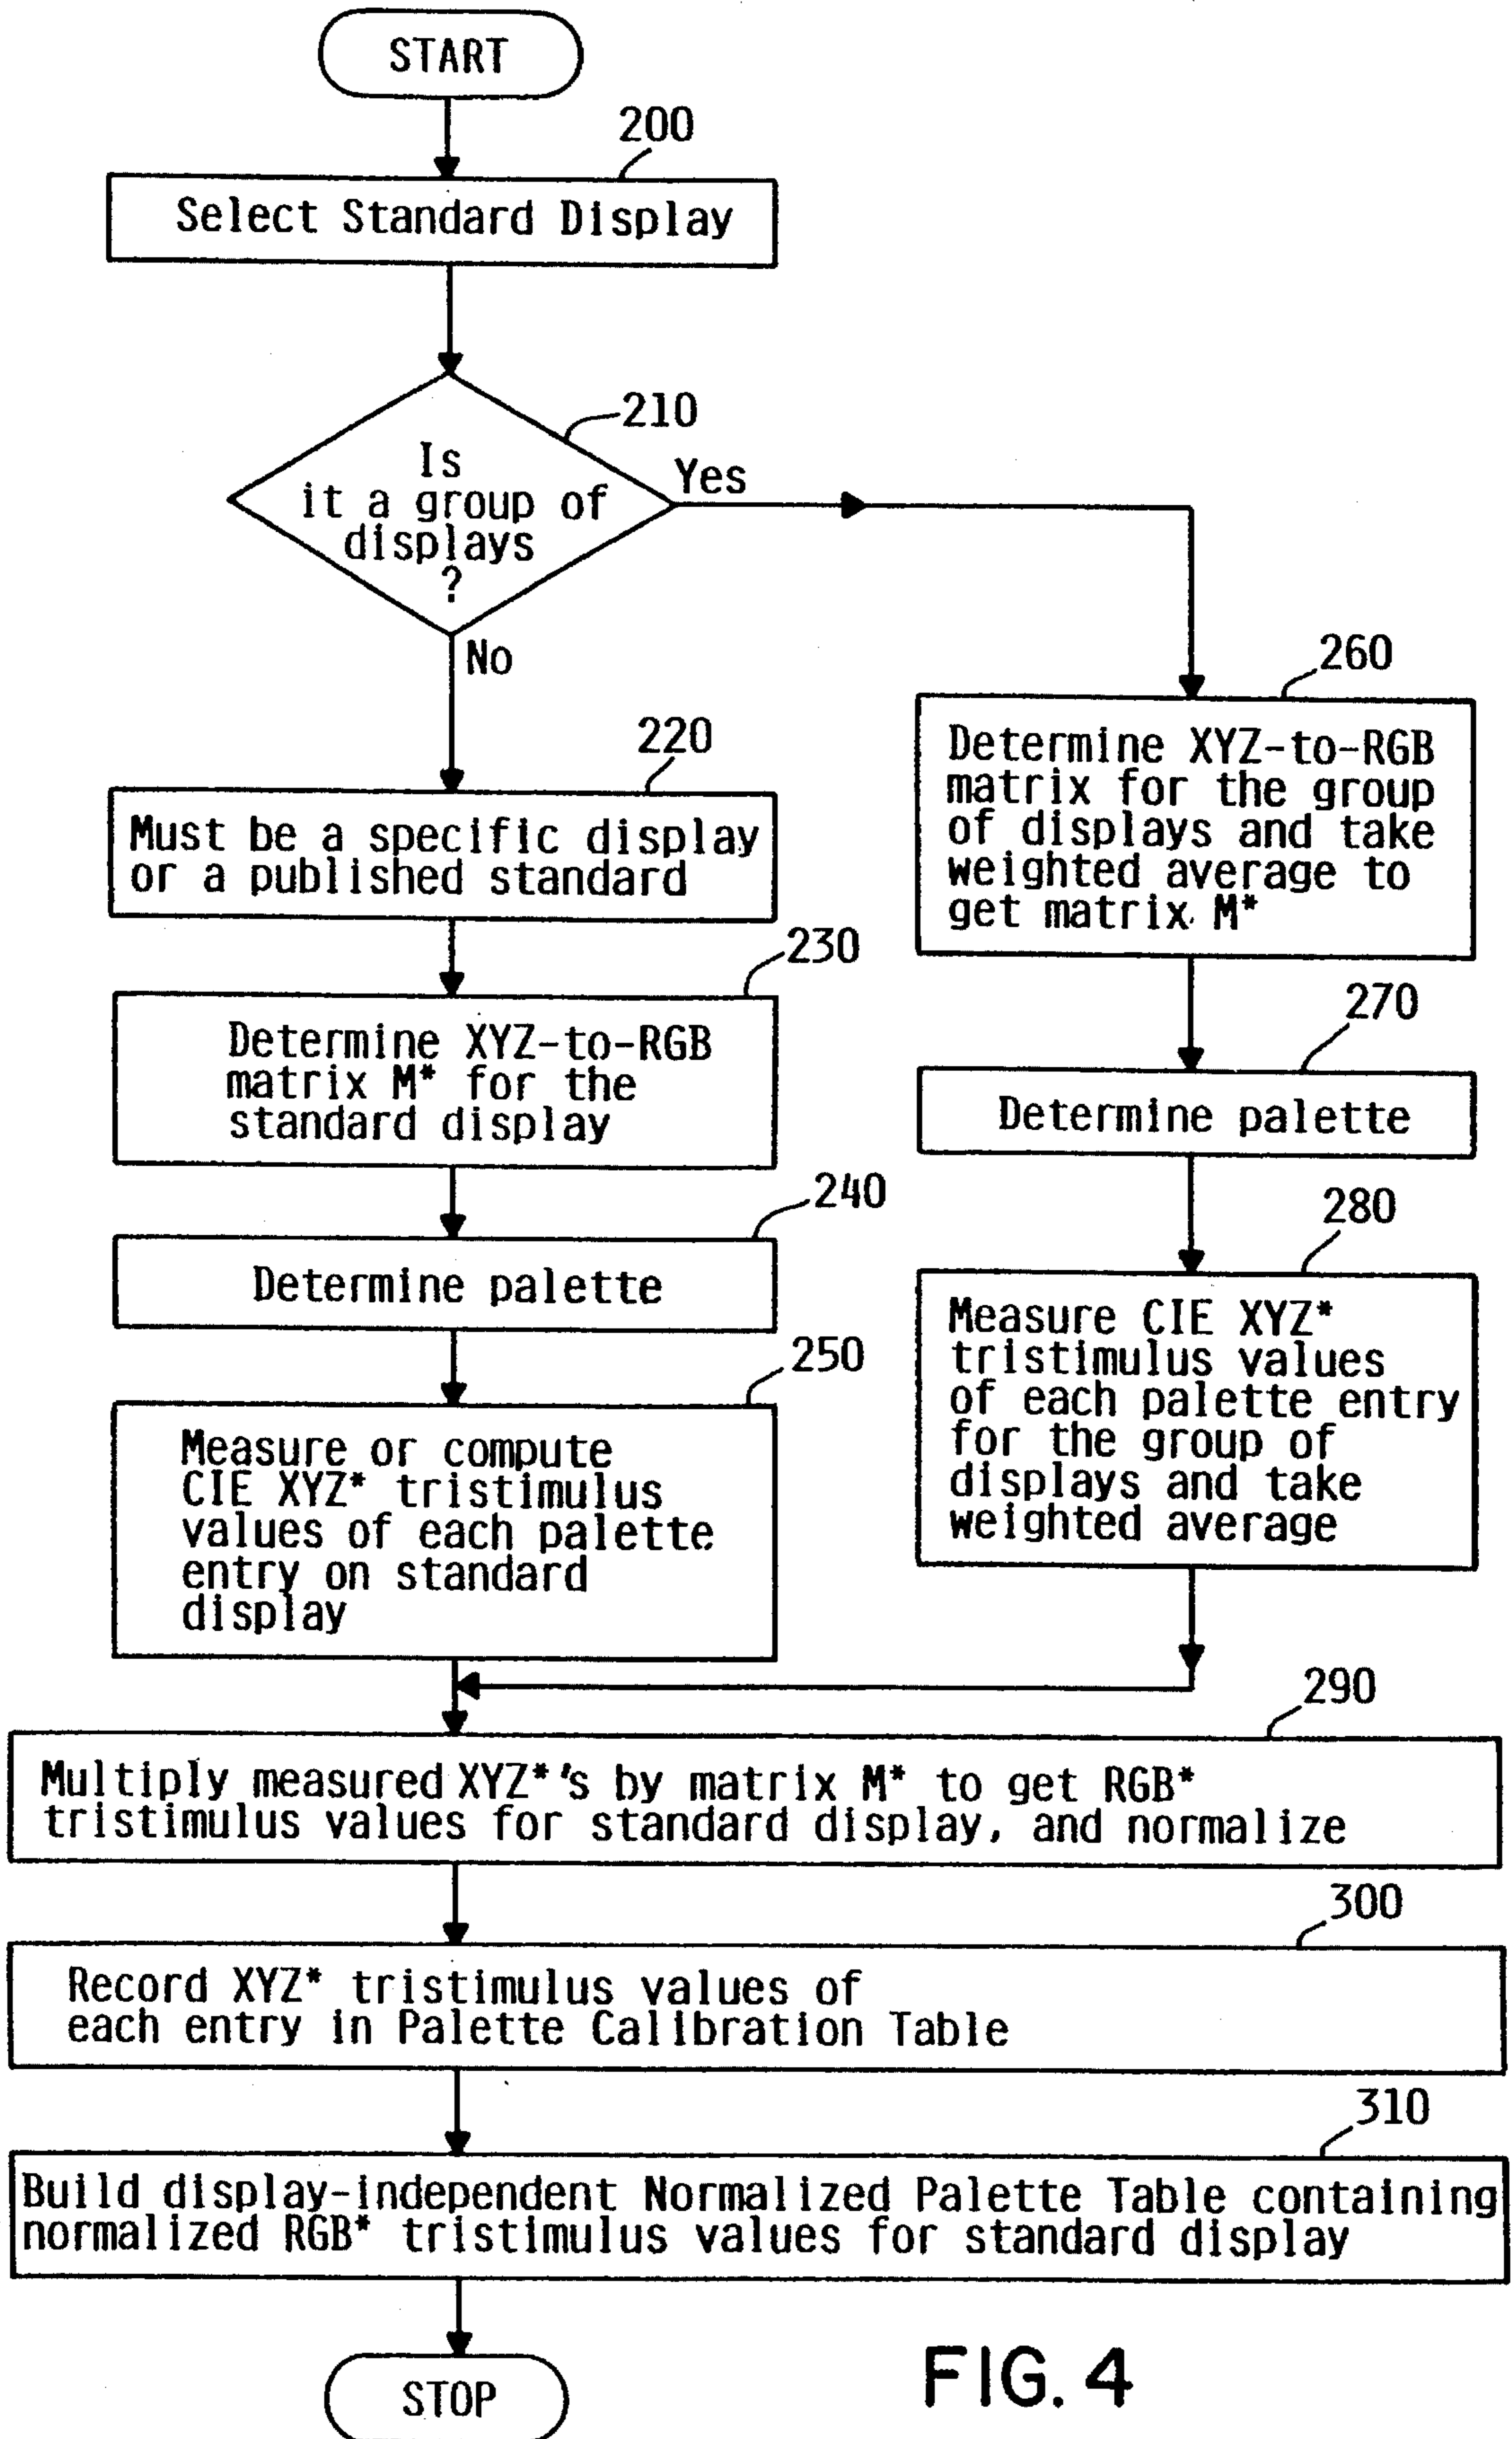 START
200
Select Standard Display
210
Is
it a group of
displays
?
Yes
No
220
Must be a specific display
or a published standard
230
Determine XYZ-to-RGB
matrix M* for the
standard display
240
Determine palette
250
Measure or compute
CIE XYZ* tristimulus
values of each palette
entry on standard
display
260
Determine XYZ-to-RGB
matrix for the group
of displays and take
weighted average to
get matrix M*
270
Determine palette
280
Measure CIE XYZ*
tristimulus values
of each palette entry
for the group of
displays and take
weighted average
290
Multiply measured XYZ*'s by matrix M* to get RGB*
tristimulus values for standard display, and normalize
300
Record XYZ* tristimulus values of
each entry in Palette Calibration Table
310
Build display-independent Normalized Palette Table containing
normalized RGB* tristimulus values for standard display
STOP
FIG. 4